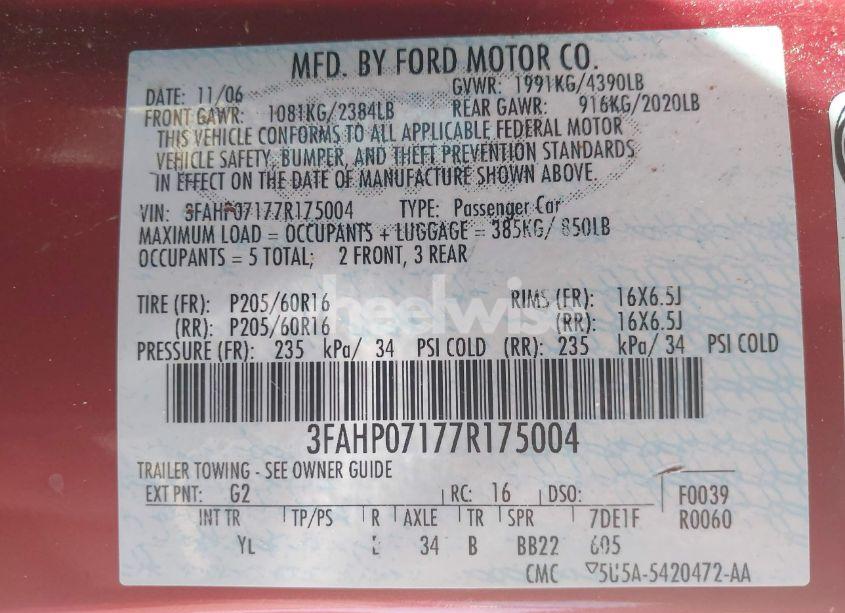 MFD. BY FORD MOTOR CO.
DATE: 11/06 GVWR: 1991KG/4390LB
FRONT GAWR: 1081KG/2384LB REAR GAWR: 916KG/2020LB
THIS VEHICLE CONFORMS TO ALL APPLICABLE FEDERAL MOTOR
VEHICLE SAFETY, BUMPER, AND THEFT PREVENTION STANDARDS
IN EFFECT ON THE DATE OF MANUFACTURE SHOWN ABOVE.
VIN: 3FAHP07177R175004 TYPE: Passenger Car
MAXIMUM LOAD = OCCUPANTS + LUGGAGE = 385KG/ 850LB
OCCUPANTS = 5 TOTAL; 2 FRONT, 3 REAR
TIRE (FR): P205/60R16 RIMS (FR): 16X6.5J
(RR): P205/60R16 (RR): 16X6.5J
heelwis
PRESSURE (FR): 235 kPa/ 34 PSI COLD (RR): 235 kPa/ 34 PSI COLD
3FAHP07177R175004
TRAILER TOWING - SEE OWNER GUIDE
EXT PNT: G2 RC: 16 DSO: F0039
INT TR TP/PS R AXLE TR SPR 7DE1F R0060
YL 34 B BB22 605
CMC 5U5A-5420472-AA